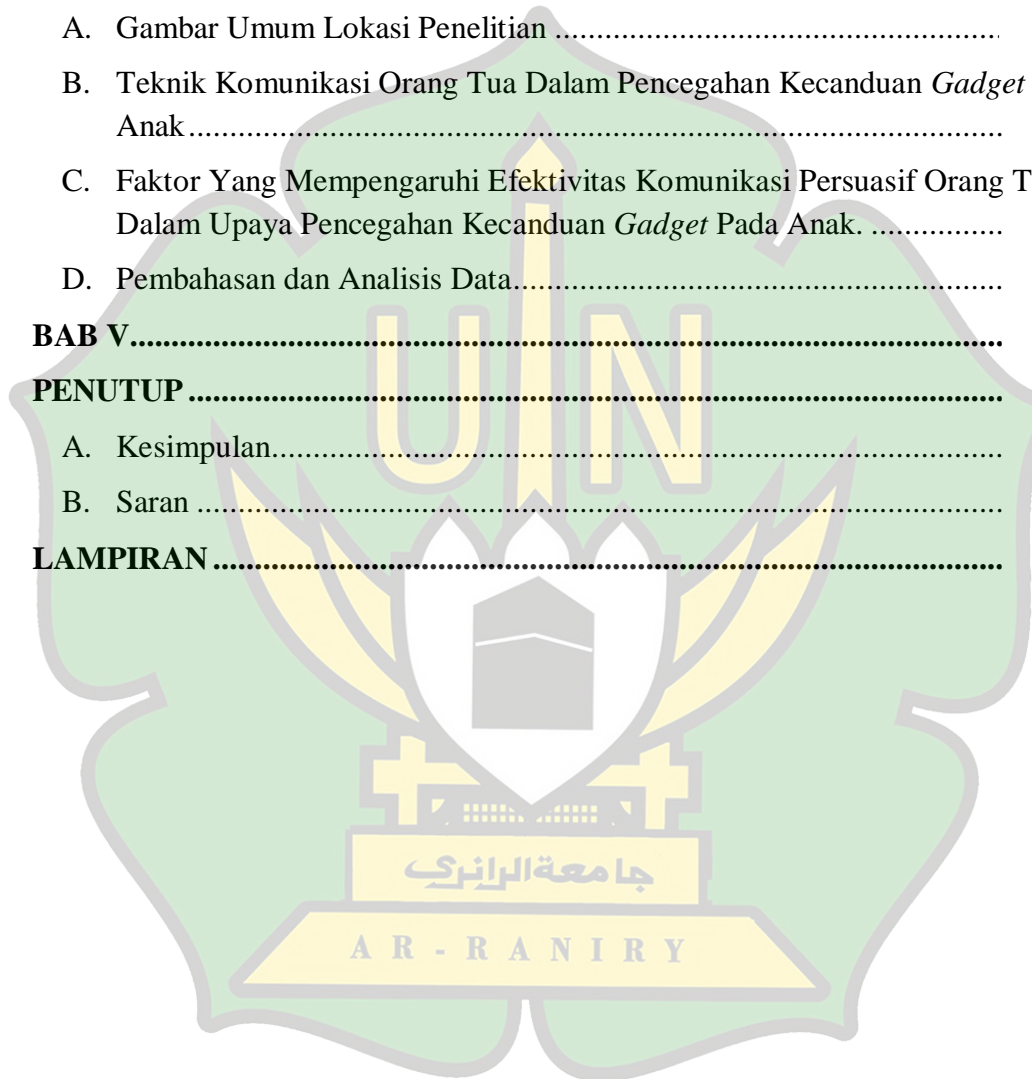 A. Gambar Umum Lokasi Penelitian ......................................................
B. Teknik Komunikasi Orang Tua Dalam Pencegahan Kecanduan Gadget
Anak...................................................................................................
C. Faktor Yang Mempengaruhi Efektivitas Komunikasi Persuasif Orang T
Dalam Upaya Pencegahan Kecanduan Gadget Pada Anak. ................
D. Pembahasan dan Analisis Data...........................................................
BAB V.........................................................................................................
PENUTUP ..................................................................................................
A. Kesimpulan.........................................................................................
B. Saran ..................................................................................................
LAMPIRAN ...............................................................................................
UIN
جامعةالرانري
AR-RANIRY